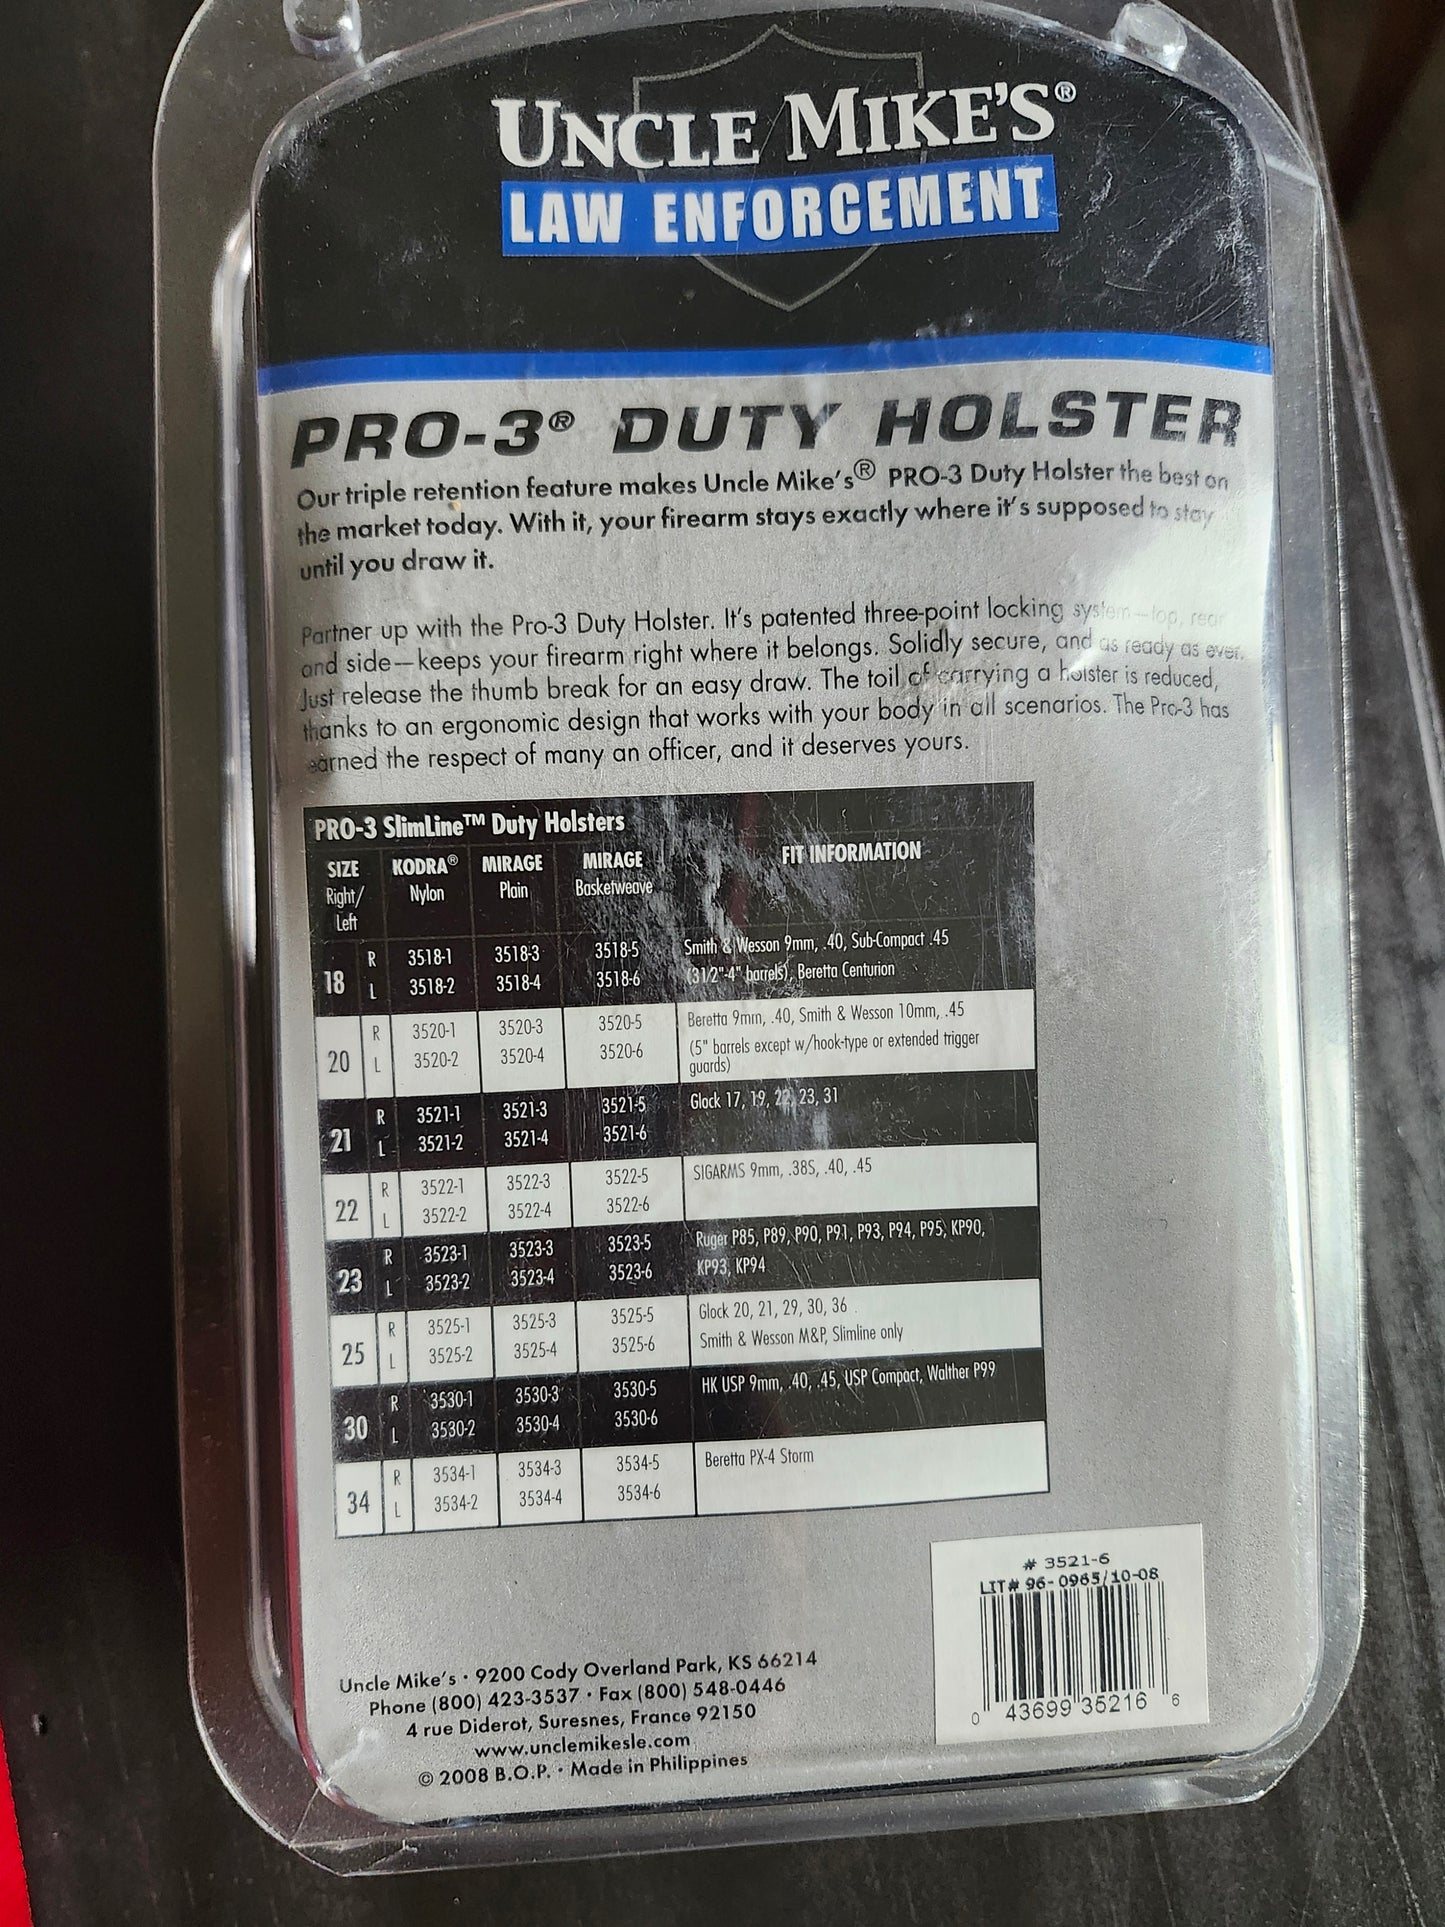 UNCLE MIKE'S®
LAW ENFORCEMENT
PRO-3® DUTY HOLSTER
Our triple retention feature makes Uncle Mike's® PRO-3 Duty Holster the best on
the market today. With it, your firearm stays exactly where it's supposed to stay
until you draw it.
Partner up with the Pro-3 Duty Holster. It's patented three-point locking system—top, rear
and side—keeps your firearm right where it belongs. Solidly secure, and as ready as ever.
Just release the thumb break for an easy draw. The toil of carrying a holster is reduced,
thanks to an ergonomic design that works with your body in all scenarios. The Pro-3 has
earned the respect of many an officer, and it deserves yours.
PRO-3 SlimLine™ Duty Holsters
SIZE KODRA® MIRAGE MIRAGE FIT INFORMATION
Right/ Nylon Plain Basketweave
Left
18 R 3518-1 3518-3 3518-5 Smith & Wesson 9mm, .40, Sub-Compact .45
L 3518-2 3518-4 3518-6 (31/2"-4" barrels), Beretta Centurion
20 R 3520-1 3520-3 3520-5 Beretta 9mm, .40, Smith & Wesson 10mm, .45
L 3520-2 3520-4 3520-6 (5" barrels except w/hook-type or extended trigger
guards)
21 R 3521-1 3521-3 3521-5 Glock 17, 19, 22, 23, 31
L 3521-2 3521-4 3521-6
22 R 3522-1 3522-3 3522-5 SIGARMS 9mm, .38S, .40, .45
L 3522-2 3522-4 3522-6
23 R 3523-1 3523-3 3523-5 Ruger P85, P89, P90, P91, P93, P94, P95, KP90,
L 3523-2 3523-4 3523-6 KP93, KP94
25 R 3525-1 3525-3 3525-5 Glock 20, 21, 29, 30, 36
L 3525-2 3525-4 3525-6 Smith & Wesson M&P, Slimline only
30 R 3530-1 3530-3 3530-5 HK USP 9mm, .40, .45, USP Compact, Walther P99
L 3530-2 3530-4 3530-6
34 R 3534-1 3534-3 3534-5 Beretta PX-4 Storm
L 3534-2 3534-4 3534-6
# 3521-6
LIT# 96-0965/10-08
0 43699 35216 6
Uncle Mike's · 9200 Cody Overland Park, KS 66214
Phone (800) 423-3537 · Fax (800) 548-0446
4 rue Diderot, Suresnes, France 92150
www.unclemikesle.com
© 2008 B.O.P. · Made in Philippines